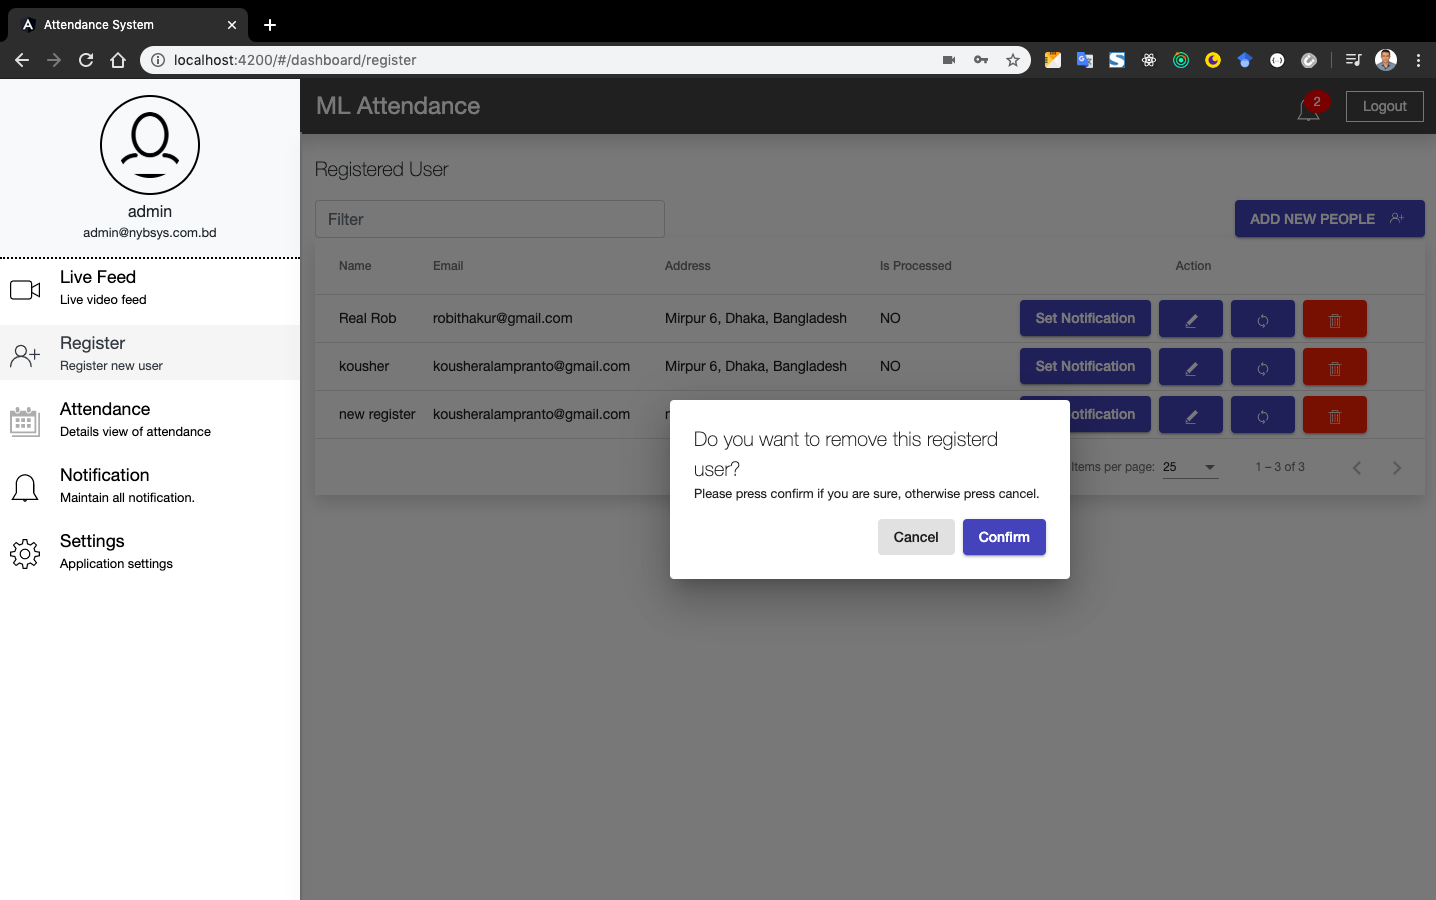 Attendance System
localhost:4200/#/dashboard/register
admin
admin@nybsys.com.bd
Live Feed
Live video feed
Register
Register new user
Attendance
Details view of attendance
Notification
Maintain all notification.
Settings
Application settings
ML Attendance
2
Logout
Registered User
Filter
ADD NEW PEOPLE
Name Email Address Is Processed Action
Real Rob robithakur@gmail.com Mirpur 6, Dhaka, Bangladesh NO Set Notification
kousher kousheralampranto@gmail.com Mirpur 6, Dhaka, Bangladesh NO Set Notification
new register kousheralampranto@gmail.com
Items per page: 25 1 – 3 of 3
Do you want to remove this registerd
user?
Please press confirm if you are sure, otherwise press cancel.
Cancel Confirm